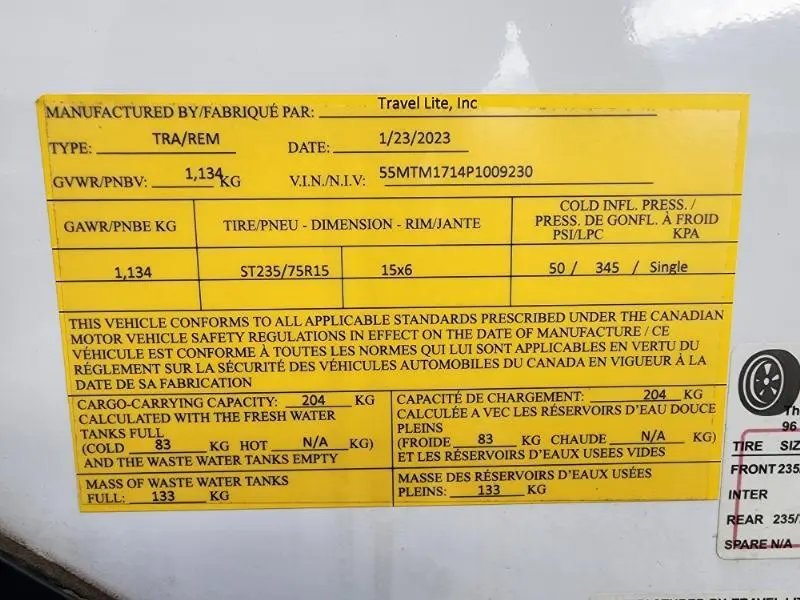 MANUFACTURED BY/FABRIQUÉ PAR: Travel Lite, Inc
TYPE: TRA/REM DATE: 1/23/2023
GVWR/PNBV: 1,134 KG V.I.N./N.I.V: 55MTM1714P1009230
GAWR/PNBE KG TIRE/PNEU - DIMENSION - RIM/JANTE COLD INFL. PRESS. /
PRESS. DE GONFL. À FROID
PSI/LPC KPA
1,134 ST235/75R15 15x6 50 / 345 / Single
THIS VEHICLE CONFORMS TO ALL APPLICABLE STANDARDS PRESCRIBED UNDER THE CANADIAN
MOTOR VEHICLE SAFETY REGULATIONS IN EFFECT ON THE DATE OF MANUFACTURE / CE
VÉHICULE EST CONFORME À TOUTES LES NORMES QUI LUI SONT APPLICABLES EN VERTU DU
RÉGLEMENT SUR LA SÉCURITÉ DES VÉHICULES AUTOMOBILES DU CANADA EN VIGUEUR À LA
DATE DE SA FABRICATION
CARGO-CARRYING CAPACITY: 204 KG
CALCULATED WITH THE FRESH WATER
TANKS FULL
(COLD 83 KG HOT N/A KG)
AND THE WASTE WATER TANKS EMPTY
MASS OF WASTE WATER TANKS
FULL: 133 KG
CAPACITÉ DE CHARGEMENT: 204 KG
CALCULÉE A VEC LES RÉSERVOIRS D'EAU DOUCE
PLEINS
(FROIDE 83 KG CHAUDE N/A KG)
ET LES RÉSERVOIRS D'EAUX USÉES VIDES
MASSE DES RÉSERVOIRS D'EAUX USÉES
PLEINS: 133 KG
Th
96
TIRE SIZ
FRONT 235/
INTER
REAR 235/7
SPARE N/A